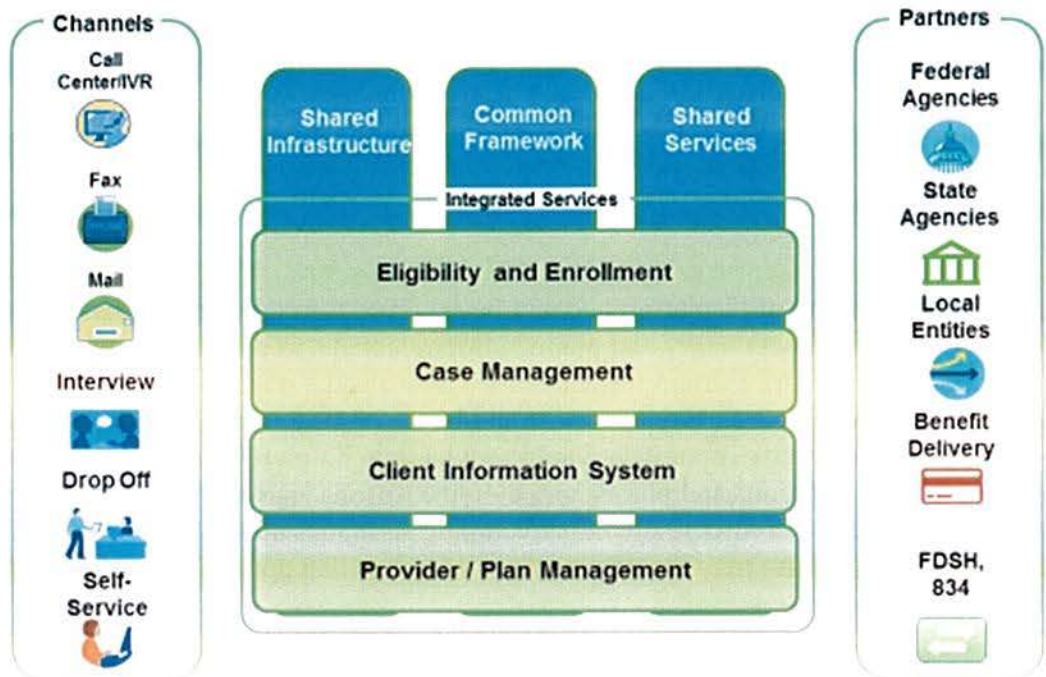 Channels
Call
Center/IVR
Fax
Mail
Interview
Drop Off
Self-
Service
Shared
Infrastructure
Common
Framework
Shared
Services
Integrated Services
Eligibility and Enrollment
Case Management
Client Information System
Provider / Plan Management
Partners
Federal
Agencies
State
Agencies
Local
Entities
Benefit
Delivery
FDSH,
834